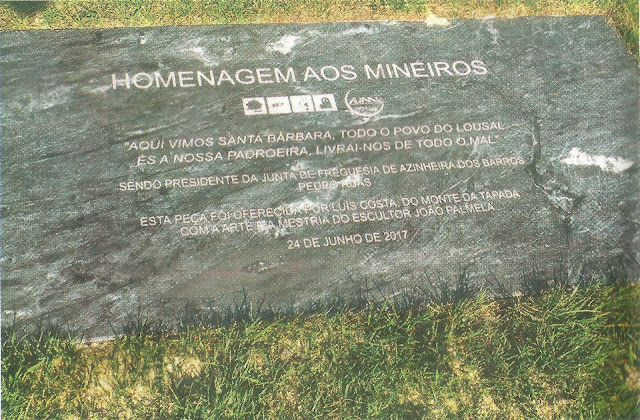 HOMENAGEM AOS MINEIROS
"AQUI VIMOS SANTA BÁRBARA, TODO O POVO DO LOUSAL
ÉS A NOSSA PADROEIRA, LIVRAI-NOS DE TODO O MAL"
SENDO PRESIDENTE DA JUNTA DE FREGUESIA DE AZINHEIRA DOS BARROS
PEDRO RUAS
ESTA PEÇA FOI OFERECIDA POR LUIS COSTA, DO MONTE DA TAPADA
COM A ARTE E A MESTRIA DO ESCULTOR JOÃO PALMELA
24 DE JUNHO DE 2017